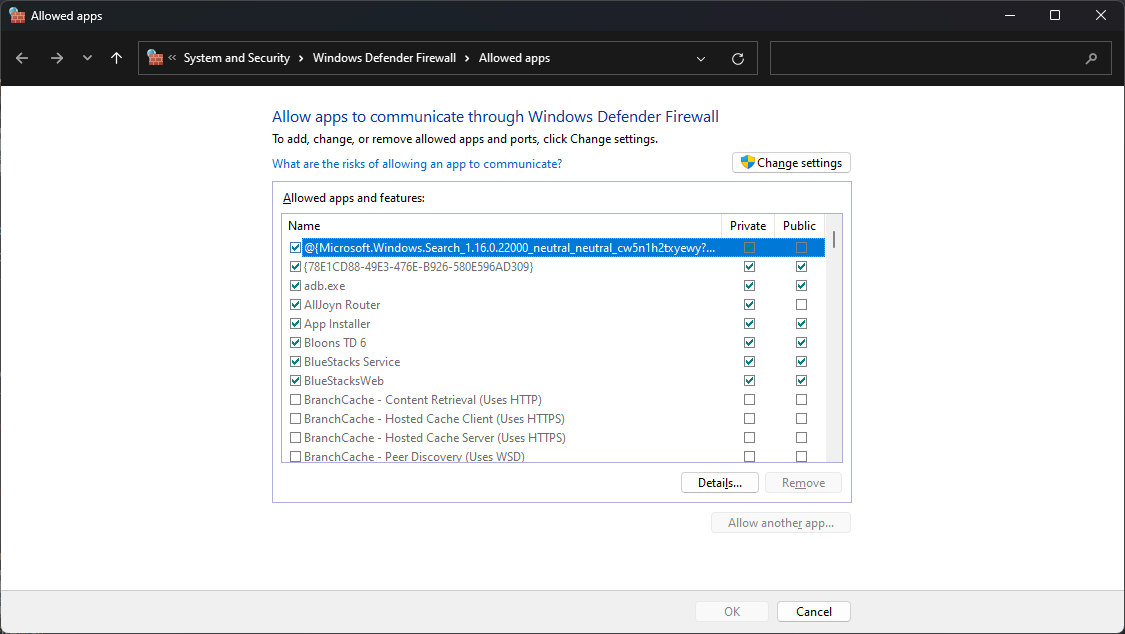 Allowed apps
« System and Security › Windows Defender Firewall › Allowed apps
Allow apps to communicate through Windows Defender Firewall
To add, change, or remove allowed apps and ports, click Change settings.
What are the risks of allowing an app to communicate?
Change settings
Allowed apps and features:
Name Private Public
@{Microsoft.Windows.Search_1.16.0.22000_neutral_neutral_cw5n1h2txyewy?...
{78E1CD88-49E3-476E-B926-580E596AD309}
adb.exe
AllJoyn Router
App Installer
Bloons TD 6
BlueStacks Service
BlueStacksWeb
BranchCache - Content Retrieval (Uses HTTP)
BranchCache - Hosted Cache Client (Uses HTTPS)
BranchCache - Hosted Cache Server (Uses HTTPS)
BranchCache - Peer Discovery (Uses WSD)
Details... Remove
Allow another app...
OK Cancel